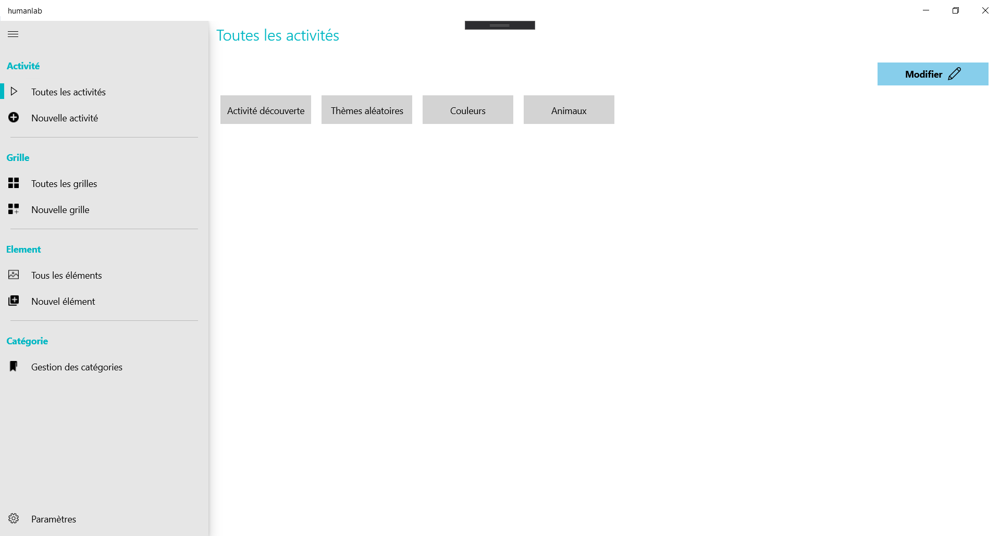 humanlab
Toutes les activités
Activité
Toutes les activités
Nouvelle activité
Grille
Toutes les grilles
Nouvelle grille
Element
Tous les éléments
Nouvel élément
Catégorie
Gestion des catégories
Paramètres
Modifier
Activité découverte
Thèmes aléatoires
Couleurs
Animaux